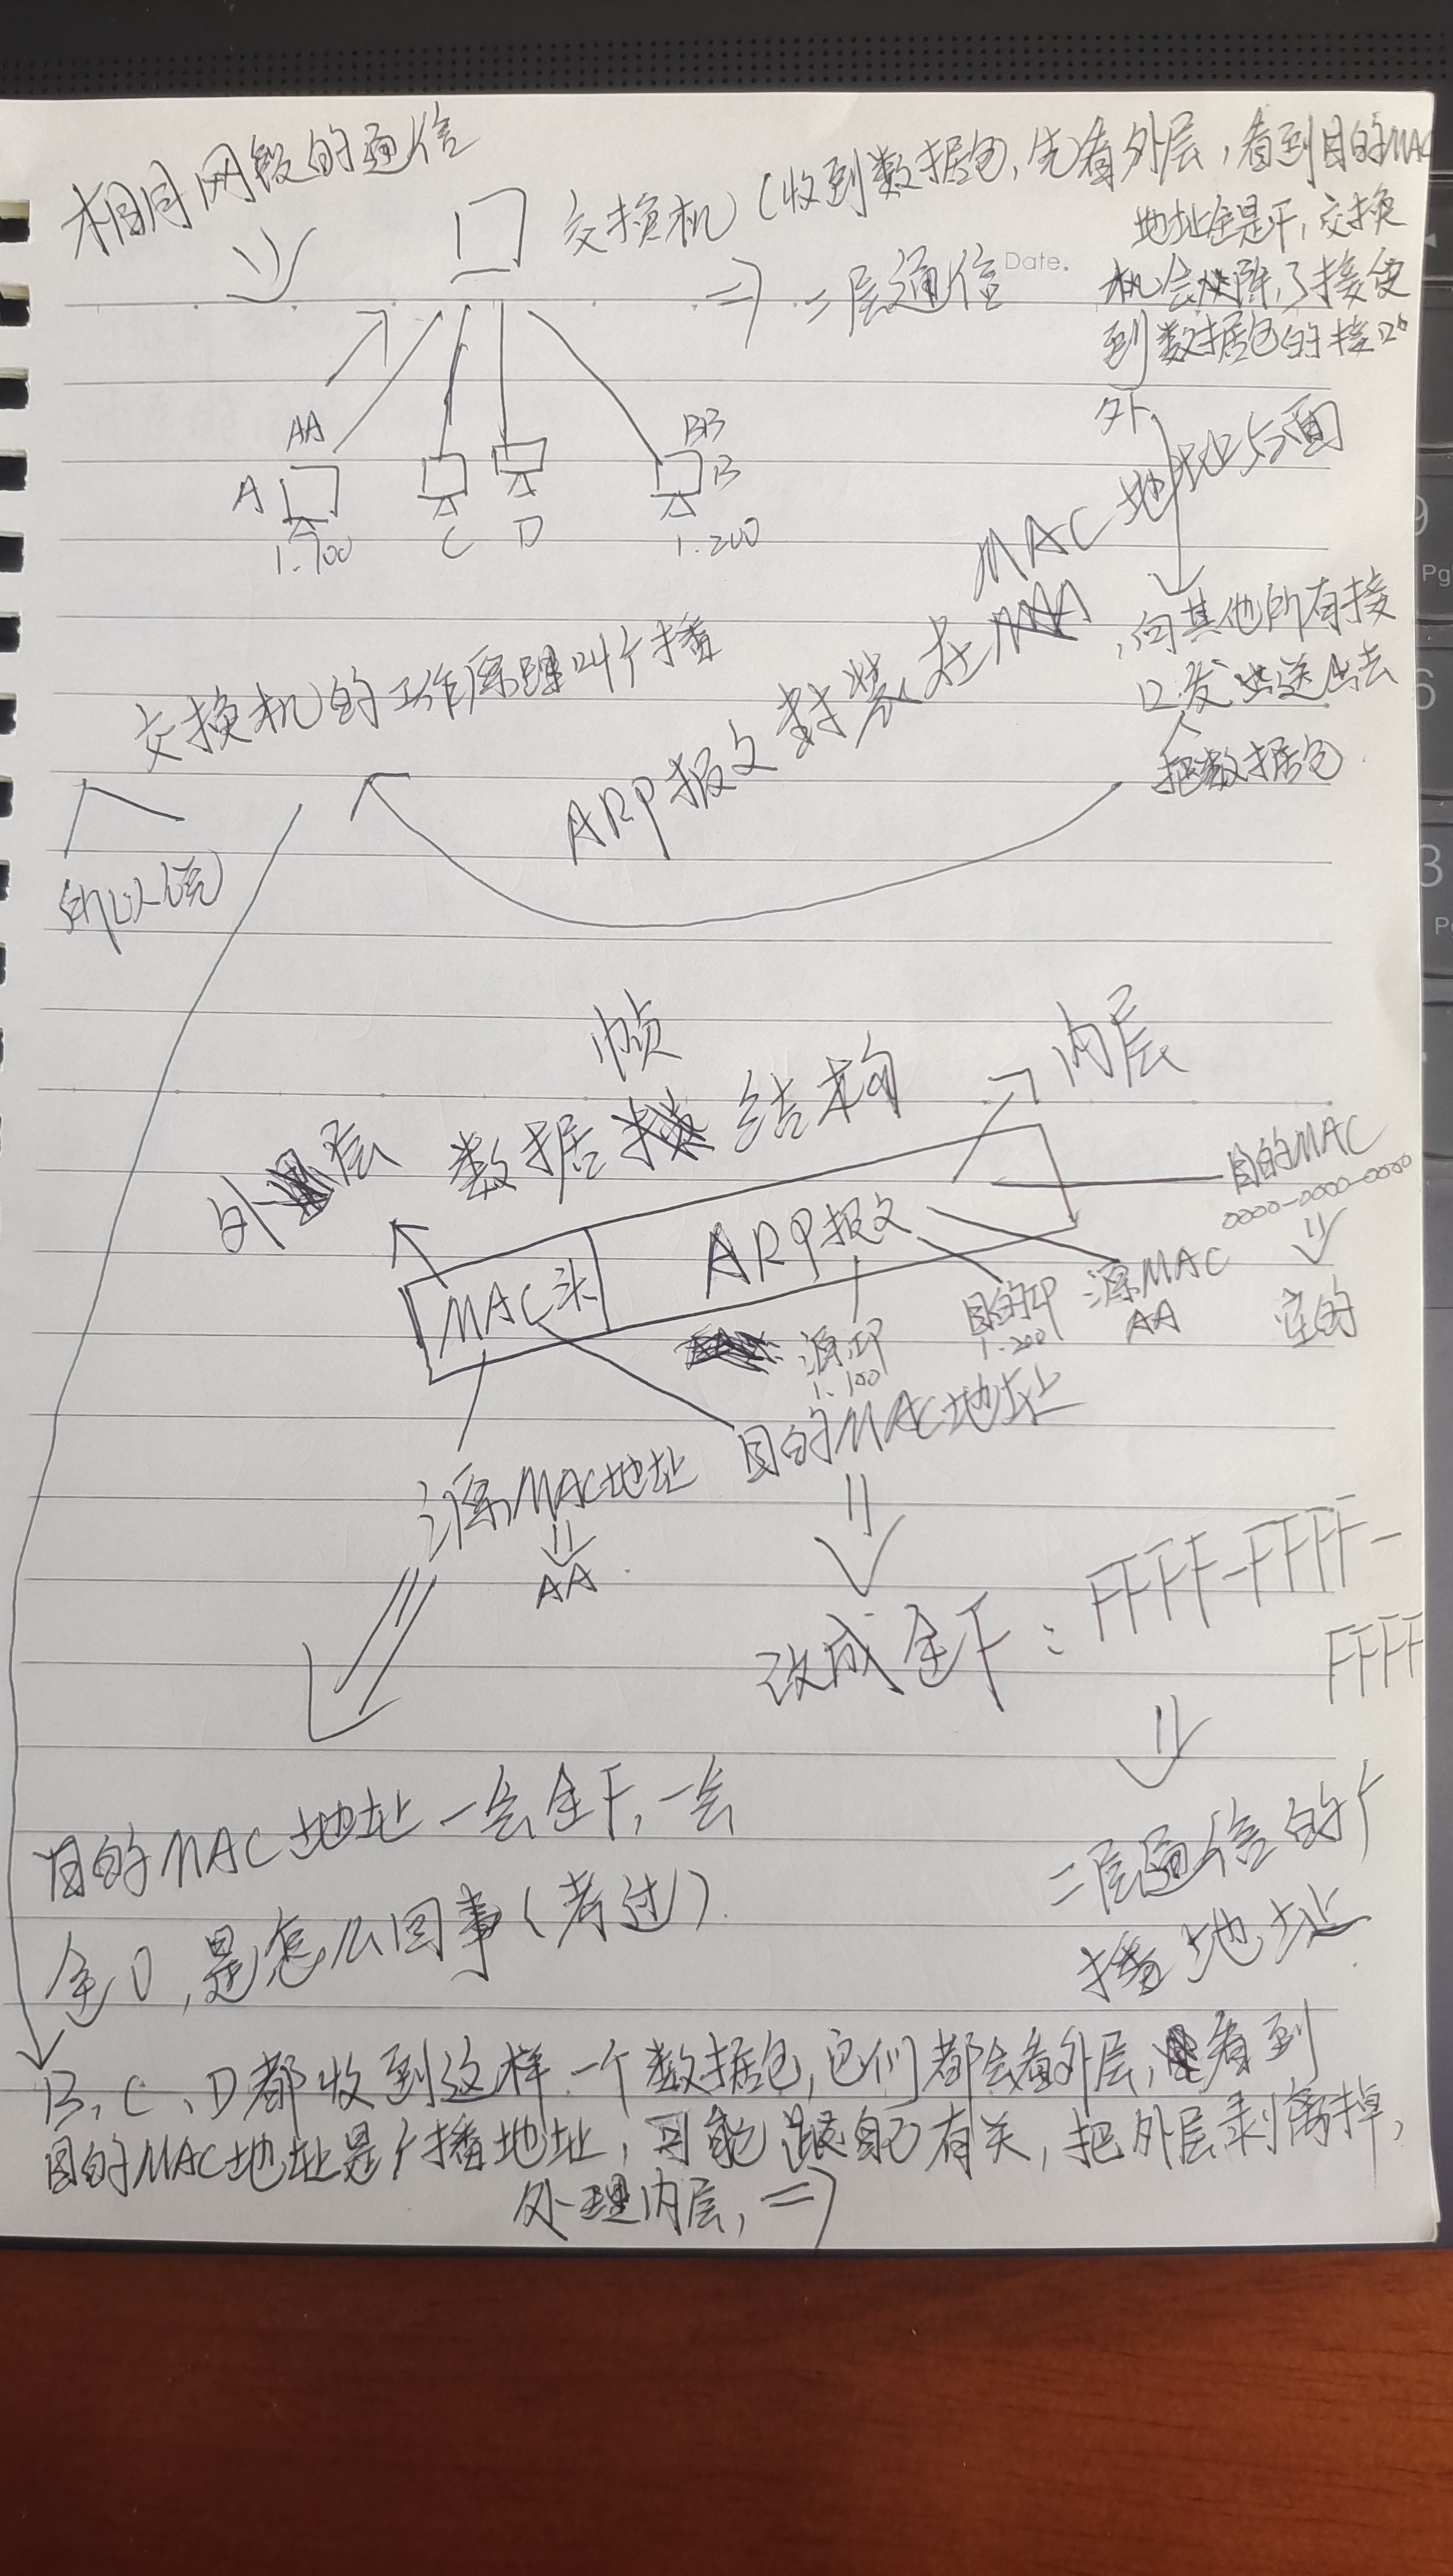 相同网段的通信
交换机(收到数据包,先看外层,看到目的MAC
地址全是F,交换
机会从除了接受
到数据包的接口
外
,向其他所有接
口发送出去
把数据包
=> 二层通信
Date.
AA
A
1.100
C
D
BB
B
1.200
MAC地址后面
ARP报文封装在
交换机的工作原理叫广播
帧
数据结构
外层
内层
MAC头
ARP报文
目的MAC
0000-0000-0000
空的
源MAC
AA
目的IP
1.200
源IP
1.100
源MAC地址
AA
目的MAC地址
改成全F:FFFF-FFFF-
FFFF
二层通信的广
播地址
目的MAC地址一会全F,一会
全0,是怎么回事(考过)
B、C、D都收到这样一个数据包,它们都会看外层,看到
目的MAC地址是广播地址,可能跟自己有关,把外层剥离掉,
处理内层,=>